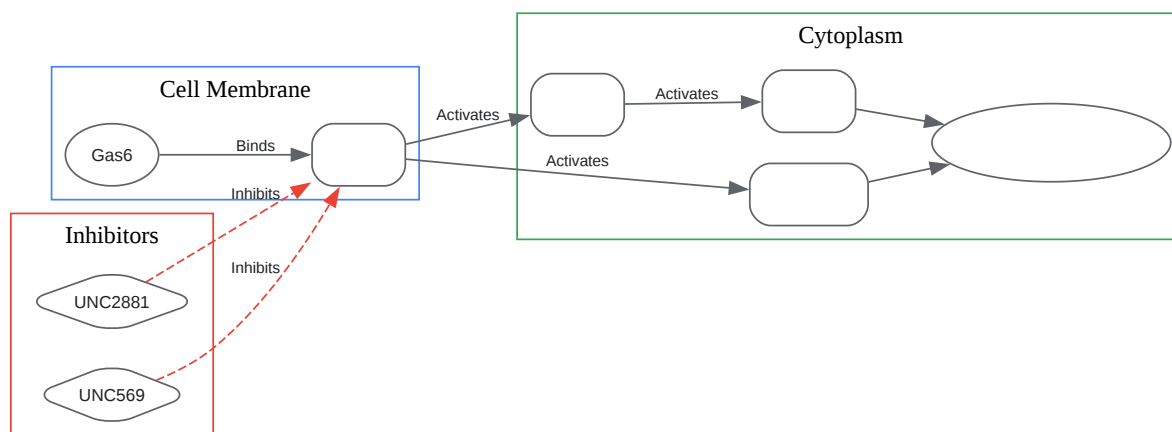 Cytoplasm
Cell Membrane
Activates
Activates
Gas6
Binds
Activates
Inhibits
Inhibitors
Inhibits
UNC2881
UNC569